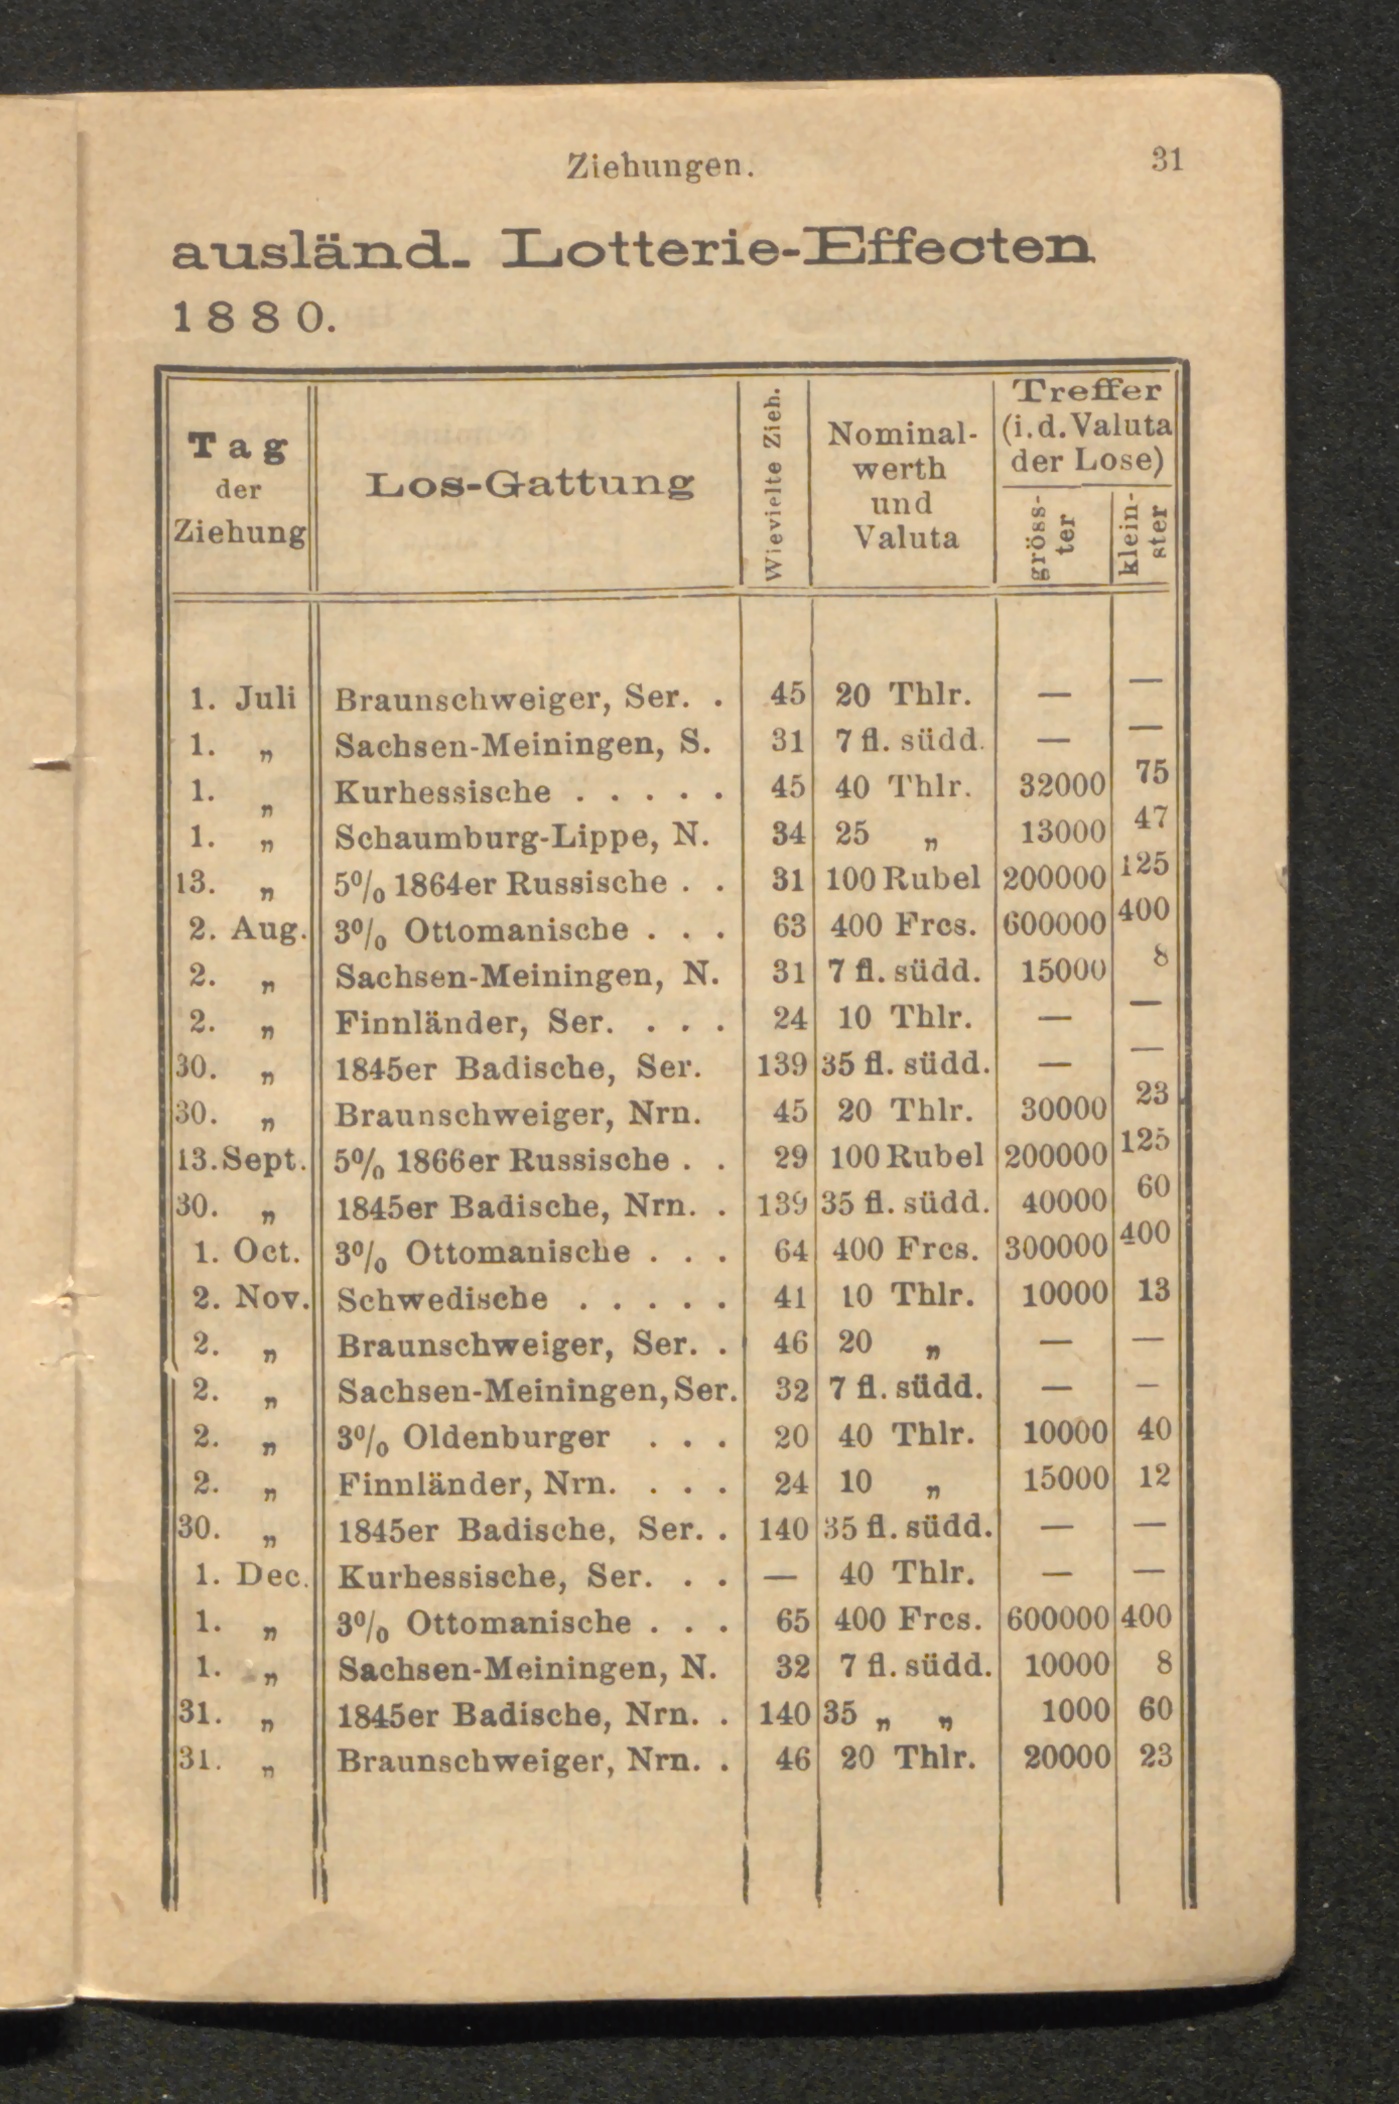 Ziehungen. 31
ausländ. Lotterie-Effecten
1880.
Tag der Ziehung | Los-Gattung | Wievielte Zieh. | Nominal-werth und Valuta | Treffer (i.d. Valuta der Lose) gröss-ter | klein-ster
1. Juli Braunschweiger, Ser. . 45 20 Thlr. — —
1. „ Sachsen-Meiningen, S. 31 7 fl. südd. — —
1. „ Kurhessische . . . . . 45 40 Thlr. 32000 75
1. „ Schaumburg-Lippe, N. 34 25 „ 13000 47
13. „ 5% 1864er Russische . . 31 100 Rubel 200000 125
2. Aug. 3% Ottomanische . . . 63 400 Frcs. 600000 400
2. „ Sachsen-Meiningen, N. 31 7 fl. südd. 15000 8
2. „ Finnländer, Ser. . . . 24 10 Thlr. — —
30. „ 1845er Badische, Ser. 139 35 fl. südd. — —
30. „ Braunschweiger, Nrn. 45 20 Thlr. 30000 23
13. Sept. 5% 1866er Russische . . 29 100 Rubel 200000 125
30. „ 1845er Badische, Nrn. . 139 35 fl. südd. 40000 60
1. Oct. 3% Ottomanische . . . 64 400 Frcs. 300000 400
2. Nov. Schwedische . . . . . 41 10 Thlr. 10000 13
2. „ Braunschweiger, Ser. . 46 20 „ — —
2. „ Sachsen-Meiningen, Ser. 32 7 fl. südd. — —
2. „ 3% Oldenburger . . . 20 40 Thlr. 10000 40
2. „ Finnländer, Nrn. . . . 24 10 „ 15000 12
30. „ 1845er Badische, Ser. . 140 35 fl. südd. — —
1. Dec. Kurhessische, Ser. . . — 40 Thlr. — —
1. „ 3% Ottomanische . . . 65 400 Frcs. 600000 400
1. „ Sachsen-Meiningen, N. 32 7 fl. südd. 10000 8
31. „ 1845er Badische, Nrn. . 140 35 „ „ 1000 60
31. „ Braunschweiger, Nrn. . 46 20 Thlr. 20000 23